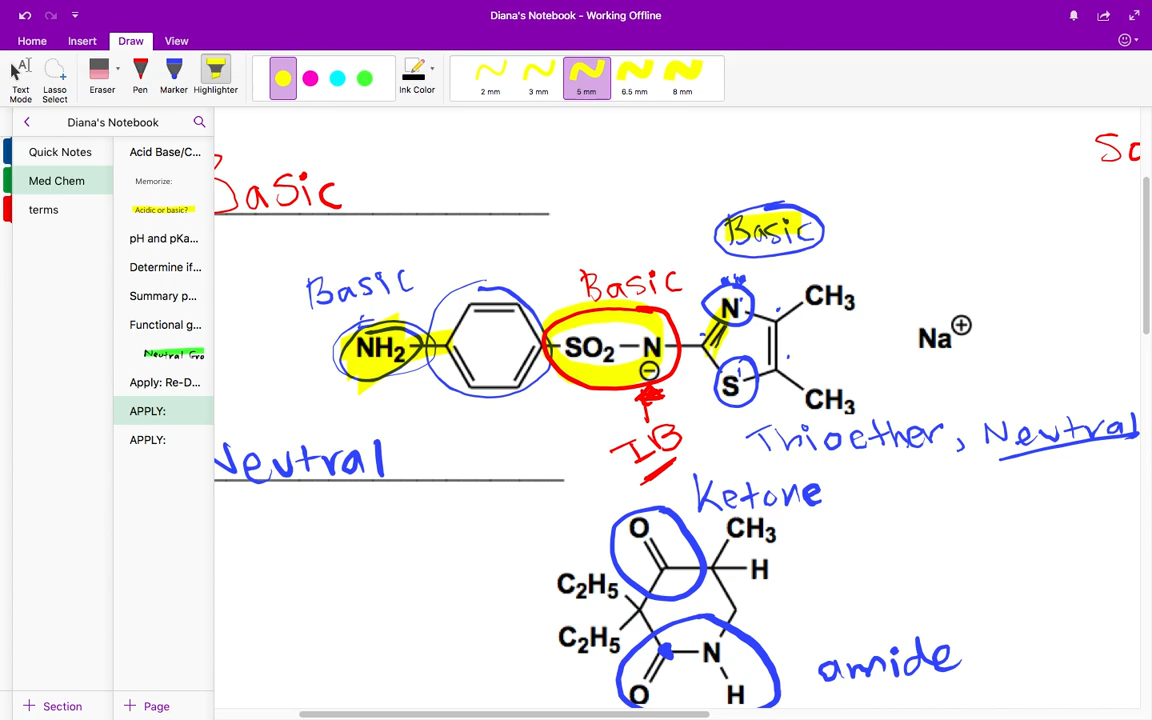 Diana's Notebook - Working Offline
Home Insert Draw View
Text Mode
Lasso Select
Eraser
Pen
Marker
Highlighter
Ink Color
2 mm
3 mm
5 mm
6.5 mm
8 mm
Diana's Notebook
Quick Notes
Med Chem
terms
Acid Base/C...
Memorize:
Acidic or basic?
pH and pKa...
Determine if...
Summary p...
Functional g...
Apply: Re-D...
APPLY:
APPLY:
+ Section
+ Page
Basic
Basic
Basic
Basic
NH2
SO2
N
N
S
CH3
CH3
Na+
IB
Thioether, Neutral
Neutral
Ketone
O
CH3
H
C2H5
C2H5
N
H
O
amide